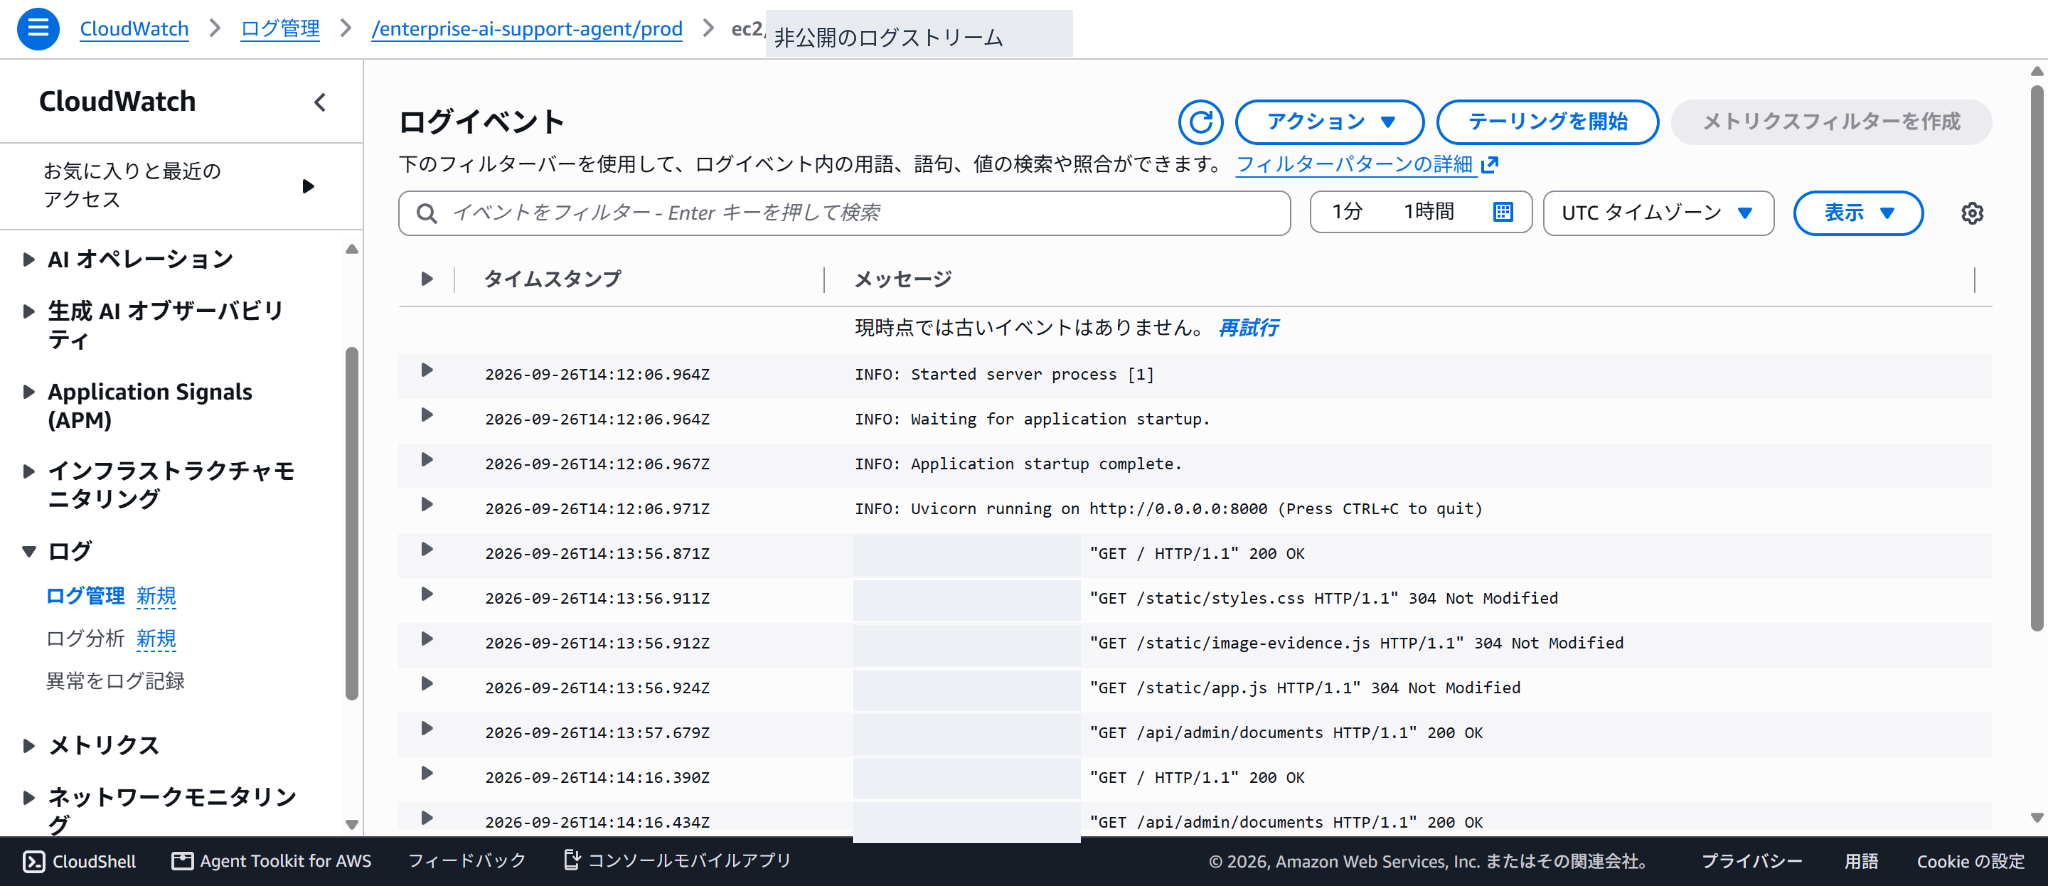 CloudWatch > ログ管理 > /enterprise-ai-support-agent/prod > ec2/ 非公開のログストリーム
CloudWatch
お気に入りと最近の
アクセス
AI オペレーション
生成 AI オブザーバビリ
ティ
Application Signals
(APM)
インフラストラクチャモ
ニタリング
ログ
ログ管理 新規
ログ分析 新規
異常をログ記録
メトリクス
ネットワークモニタリン
グ
ログイベント
アクション
テーリングを開始
メトリクスフィルターを作成
下のフィルターバーを使用して、ログイベント内の用語、語句、値の検索や照合ができます。 フィルターパターンの詳細
イベントをフィルター - Enter キーを押して検索
1分 1時間
UTC タイムゾーン
表示
タイムスタンプ メッセージ
現時点では古いイベントはありません。 再試行
2026-09-26T14:12:06.964Z INFO: Started server process [1]
2026-09-26T14:12:06.964Z INFO: Waiting for application startup.
2026-09-26T14:12:06.967Z INFO: Application startup complete.
2026-09-26T14:12:06.971Z INFO: Uvicorn running on http://0.0.0.0:8000 (Press CTRL+C to quit)
2026-09-26T14:13:56.871Z "GET / HTTP/1.1" 200 OK
2026-09-26T14:13:56.911Z "GET /static/styles.css HTTP/1.1" 304 Not Modified
2026-09-26T14:13:56.912Z "GET /static/image-evidence.js HTTP/1.1" 304 Not Modified
2026-09-26T14:13:56.924Z "GET /static/app.js HTTP/1.1" 304 Not Modified
2026-09-26T14:13:57.679Z "GET /api/admin/documents HTTP/1.1" 200 OK
2026-09-26T14:14:16.390Z "GET / HTTP/1.1" 200 OK
2026-09-26T14:14:16.434Z "GET /api/admin/documents HTTP/1.1" 200 OK
CloudShell Agent Toolkit for AWS フィードバック コンソールモバイルアプリ © 2026, Amazon Web Services, Inc. またはその関連会社。 プライバシー 用語 Cookie の設定